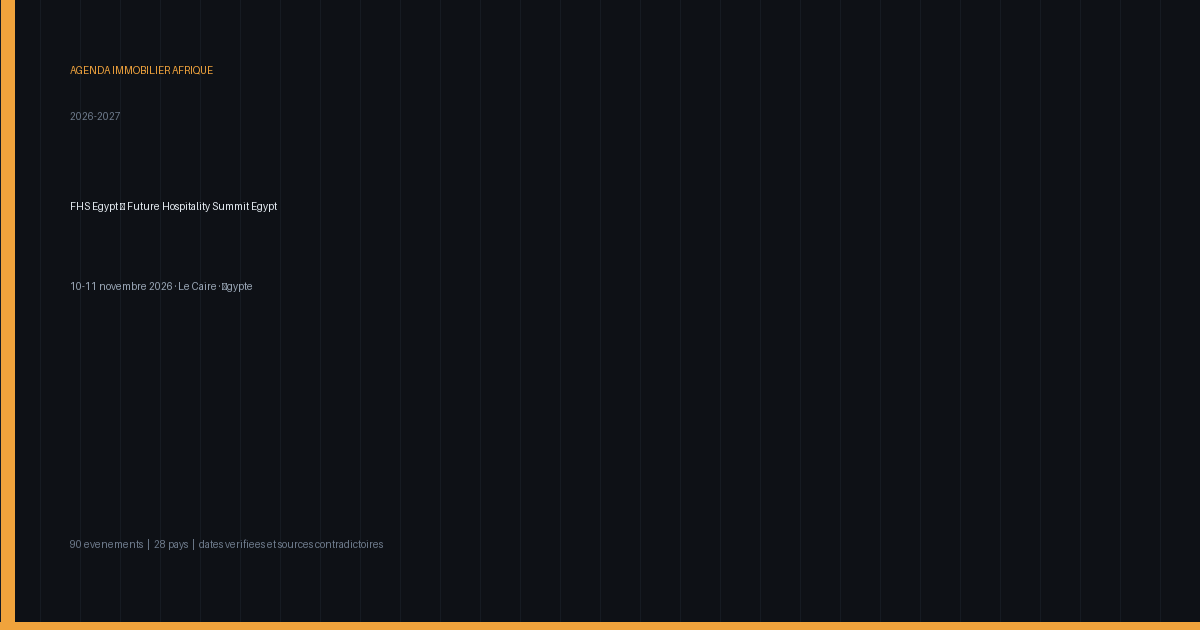 AGENDA IMMOBILIER AFRIQUE
2026-2027
FHS Egypt Future Hospitality Summit Egypt
10-11 novembre 2026 · Le Caire · gypte
90 evenements | 28 pays | dates verifiees et sources contradictoires